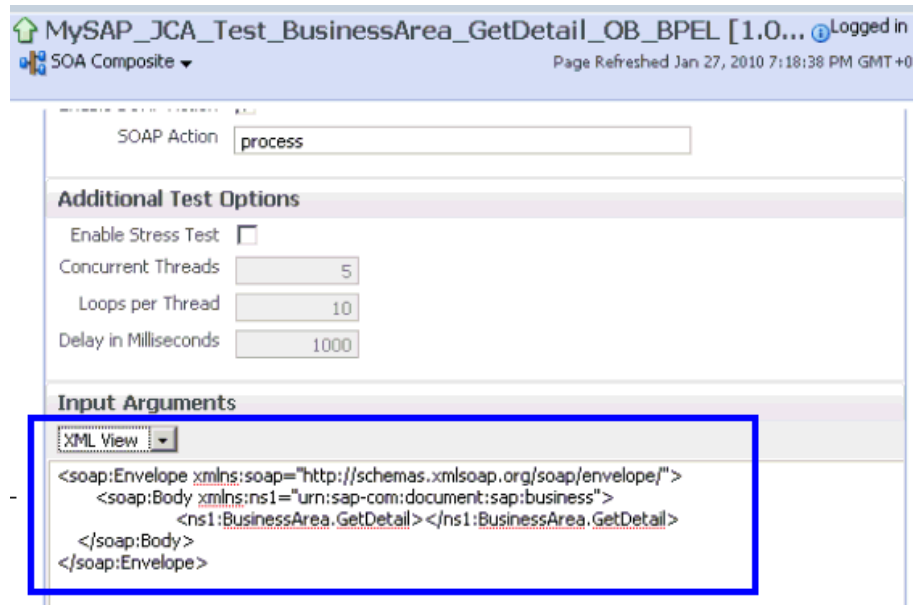 MySAP_JCA_Test_BusinessArea_GetDetail_OB_BPEL [1.0... Logged in
SOA Composite Page Refreshed Jan 27, 2010 7:18:38 PM GMT+0
SOAP Action process
Additional Test Options
Enable Stress Test
Concurrent Threads 5
Loops per Thread 10
Delay in Milliseconds 1000
Input Arguments
XML View
<soap:Envelope xmlns:soap="http://schemas.xmlsoap.org/soap/envelope/">
<soap:Body xmlns:ns1="urn:sap-com:document:sap:business">
<ns1:BusinessArea.GetDetail></ns1:BusinessArea.GetDetail>
</soap:Body>
</soap:Envelope>